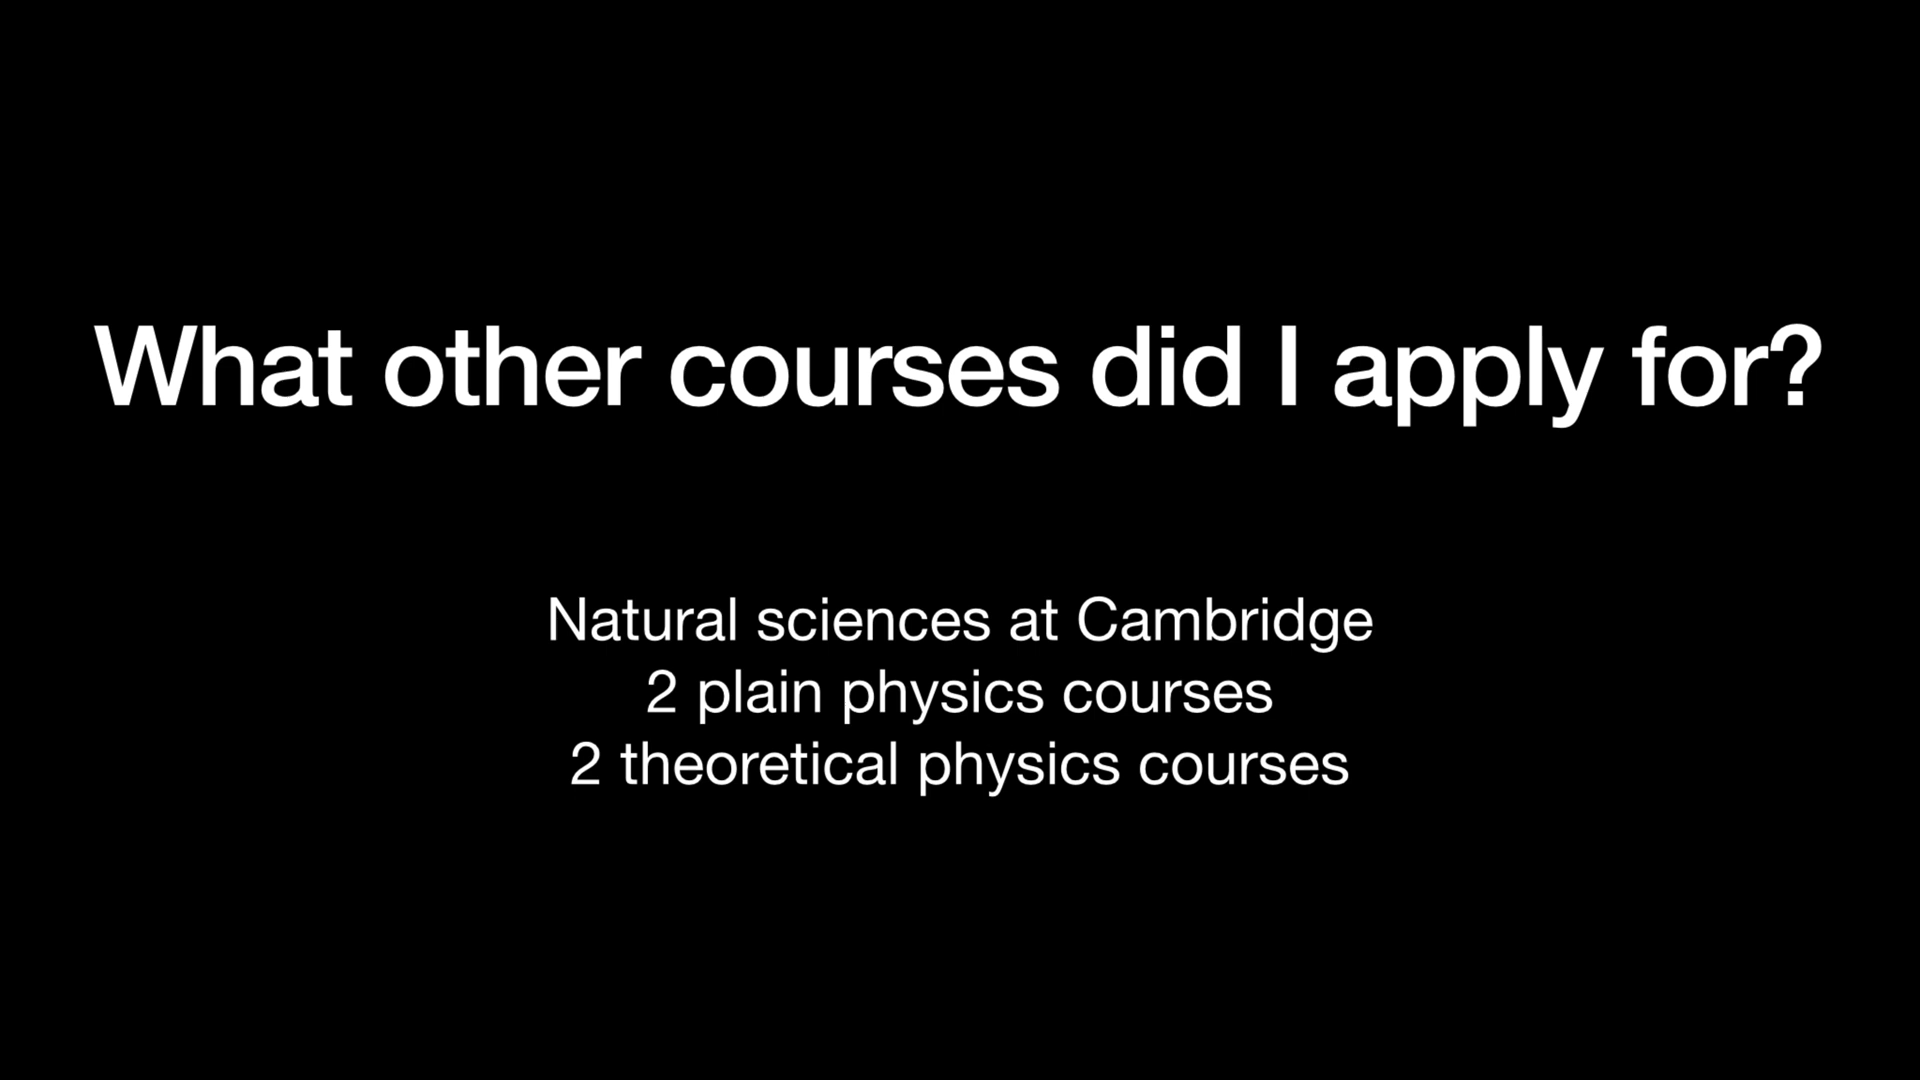 What other courses did I apply for?
Natural sciences at Cambridge
2 plain physics courses
2 theoretical physics courses